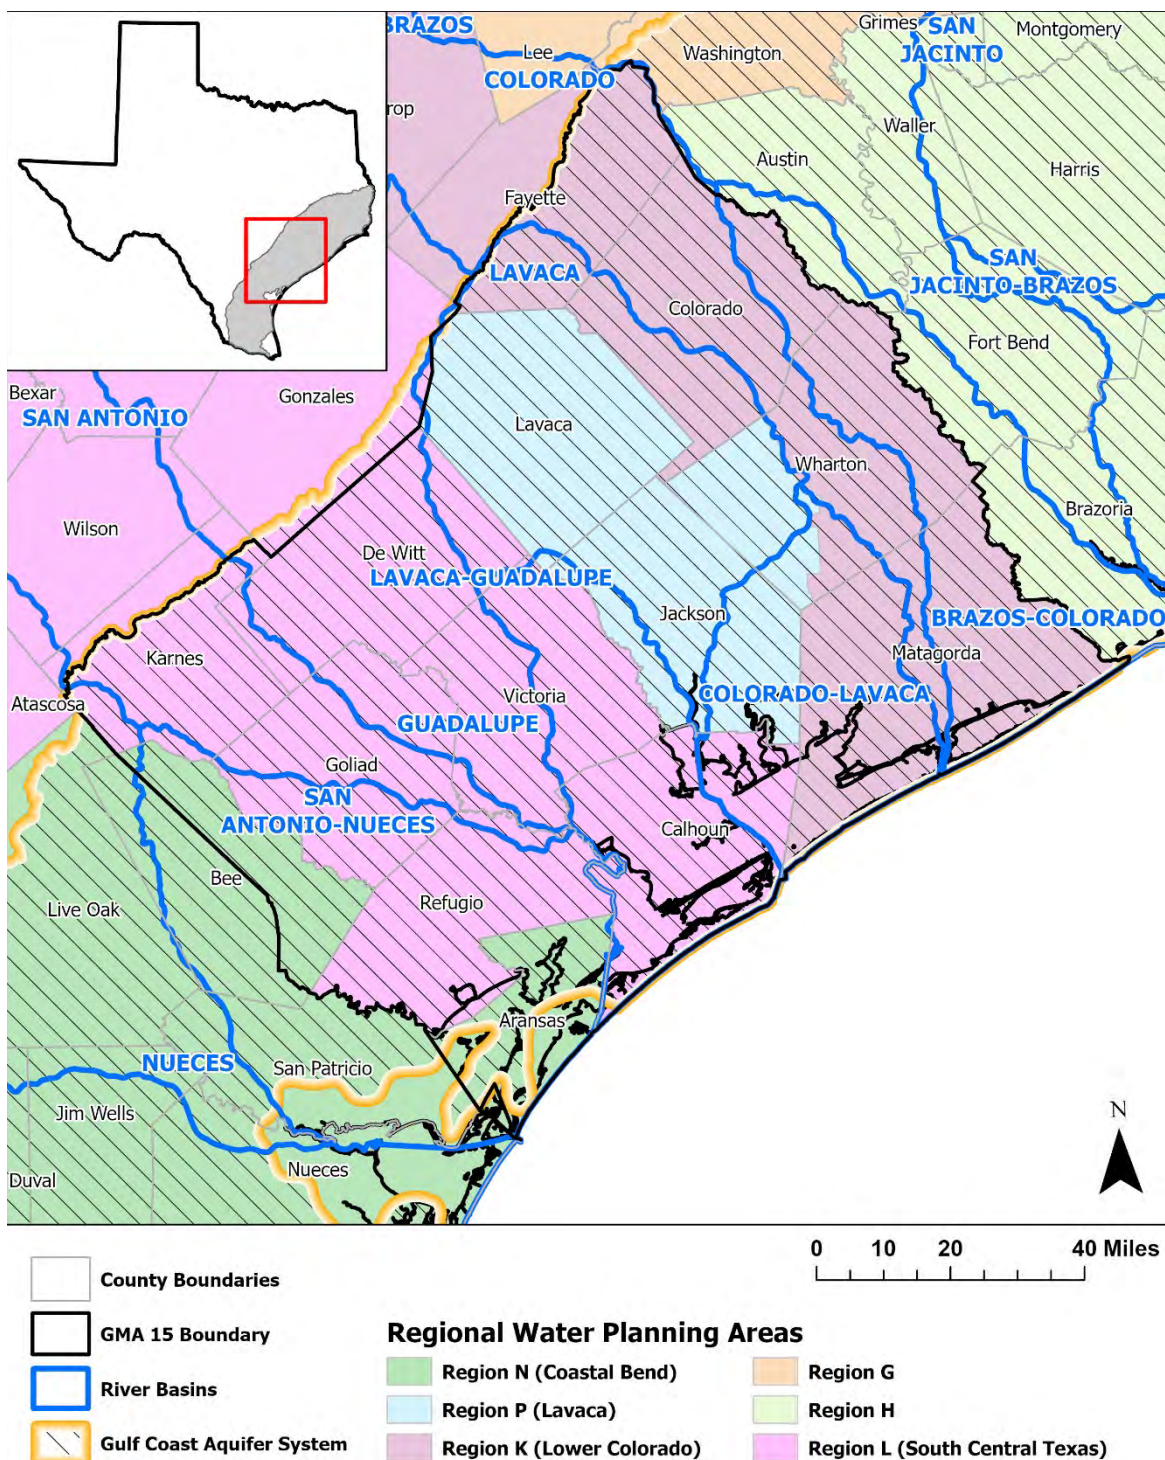 BRAZOS
Lee
COLORADO
Washington
Grimes
SAN
JACINTO
Montgomery
rop
Waller
Austin
Harris
Fayette
LAVACA
SAN
JACINTO-BRAZOS
Colorado
Fort Bend
Bexar
Gonzales
SAN ANTONIO
Lavaca
Wharton
Wilson
Brazoria
De Witt
LAVACA-GUADALUPE
Jackson
BRAZOS-COLORADO
Karnes
Matagorda
Atascosa
Victoria
COLORADO-LAVACA
GUADALUPE
Goliad
SAN
ANTONIO-NUECES
Calhoun
Bee
Live Oak
Refugio
Aransas
NUECES
San Patricio
Jim Wells
N
Nueces
Duval
0 10 20 40 Miles
County Boundaries
GMA 15 Boundary
River Basins
Gulf Coast Aquifer System
Regional Water Planning Areas
Region N (Coastal Bend)
Region P (Lavaca)
Region K (Lower Colorado)
Region G
Region H
Region L (South Central Texas)